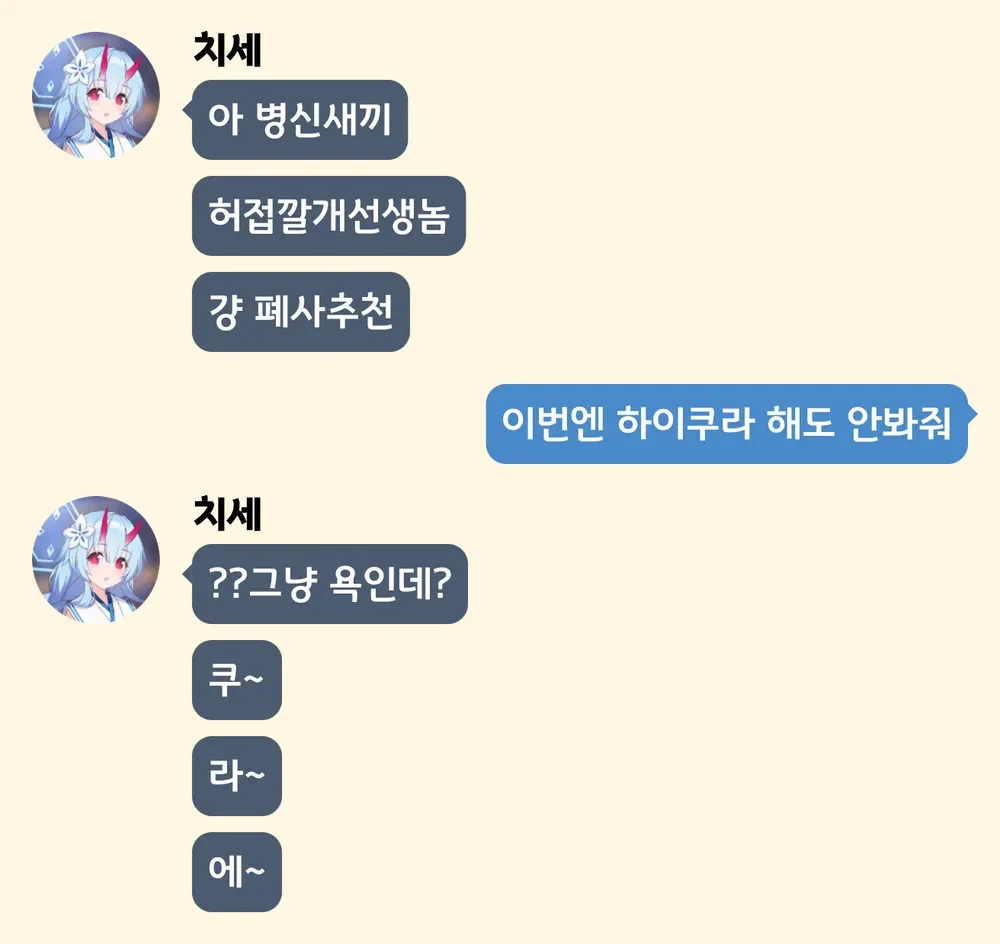 치세
아 병신새끼
허접깔개선생놈
걍 폐사추천
이번엔 하이쿠라 해도 안봐줘
치세
??그냥 욕인데?
쿠~
라~
에~